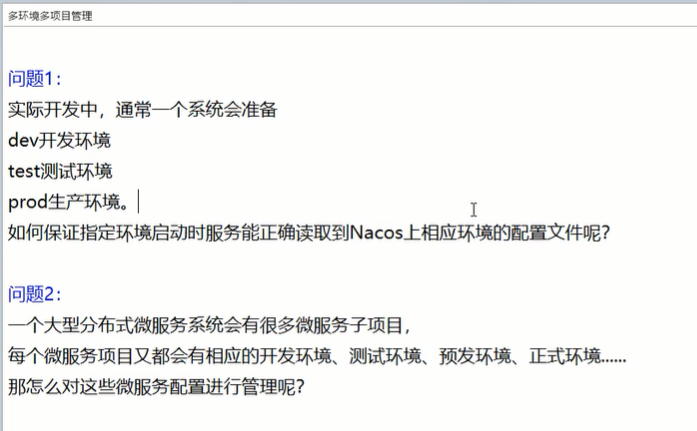 多环境多项目管理
问题1：
实际开发中，通常一个系统会准备
dev开发环境
test测试环境
prod生产环境。
如何保证指定环境启动时服务能正确读取到Nacos上相应环境的配置文件呢？
问题2：
一个大型分布式微服务系统会有很多微服务子项目，
每个微服务项目又都会有相应的开发环境、测试环境、预发环境、正式环境......
那怎么对这些微服务配置进行管理呢？